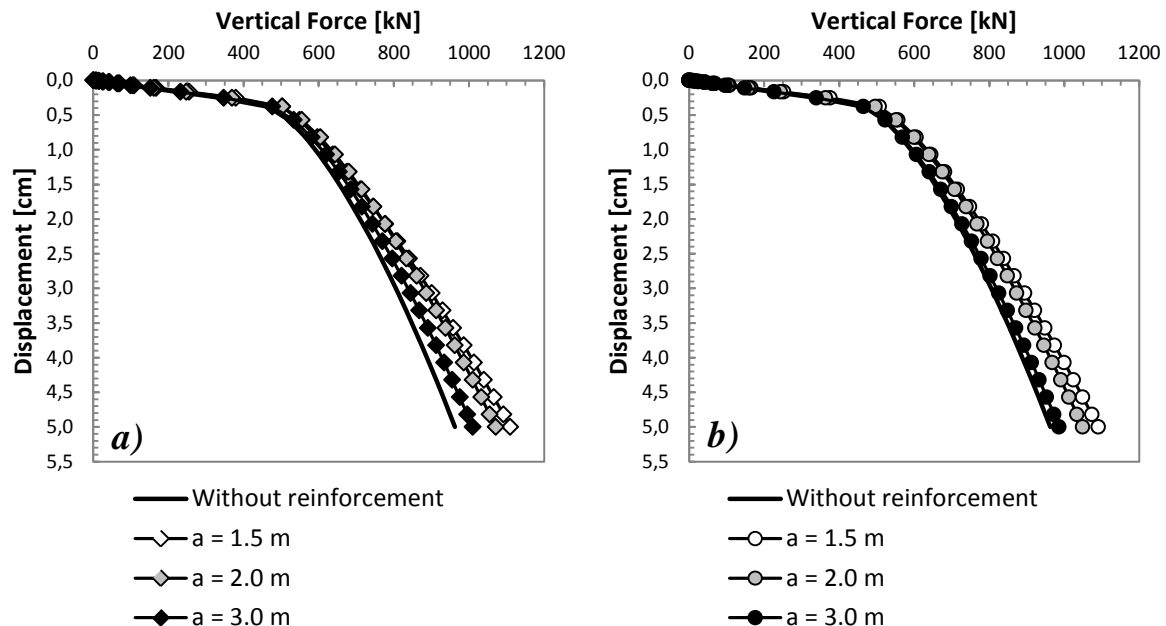 Vertical Force [kN]
0 200 400 600 800 1000 1200
0,0
0,5
1,0
1,5
2,0
2,5
3,0
3,5
4,0
4,5
5,0
5,5
Displacement [cm]
a)
Without reinforcement
a = 1.5 m
a = 2.0 m
a = 3.0 m
Vertical Force [kN]
0 200 400 600 800 1000 1200
0,0
0,5
1,0
1,5
2,0
2,5
3,0
3,5
4,0
4,5
5,0
5,5
Displacement [cm]
b)
Without reinforcement
a = 1.5 m
a = 2.0 m
a = 3.0 m